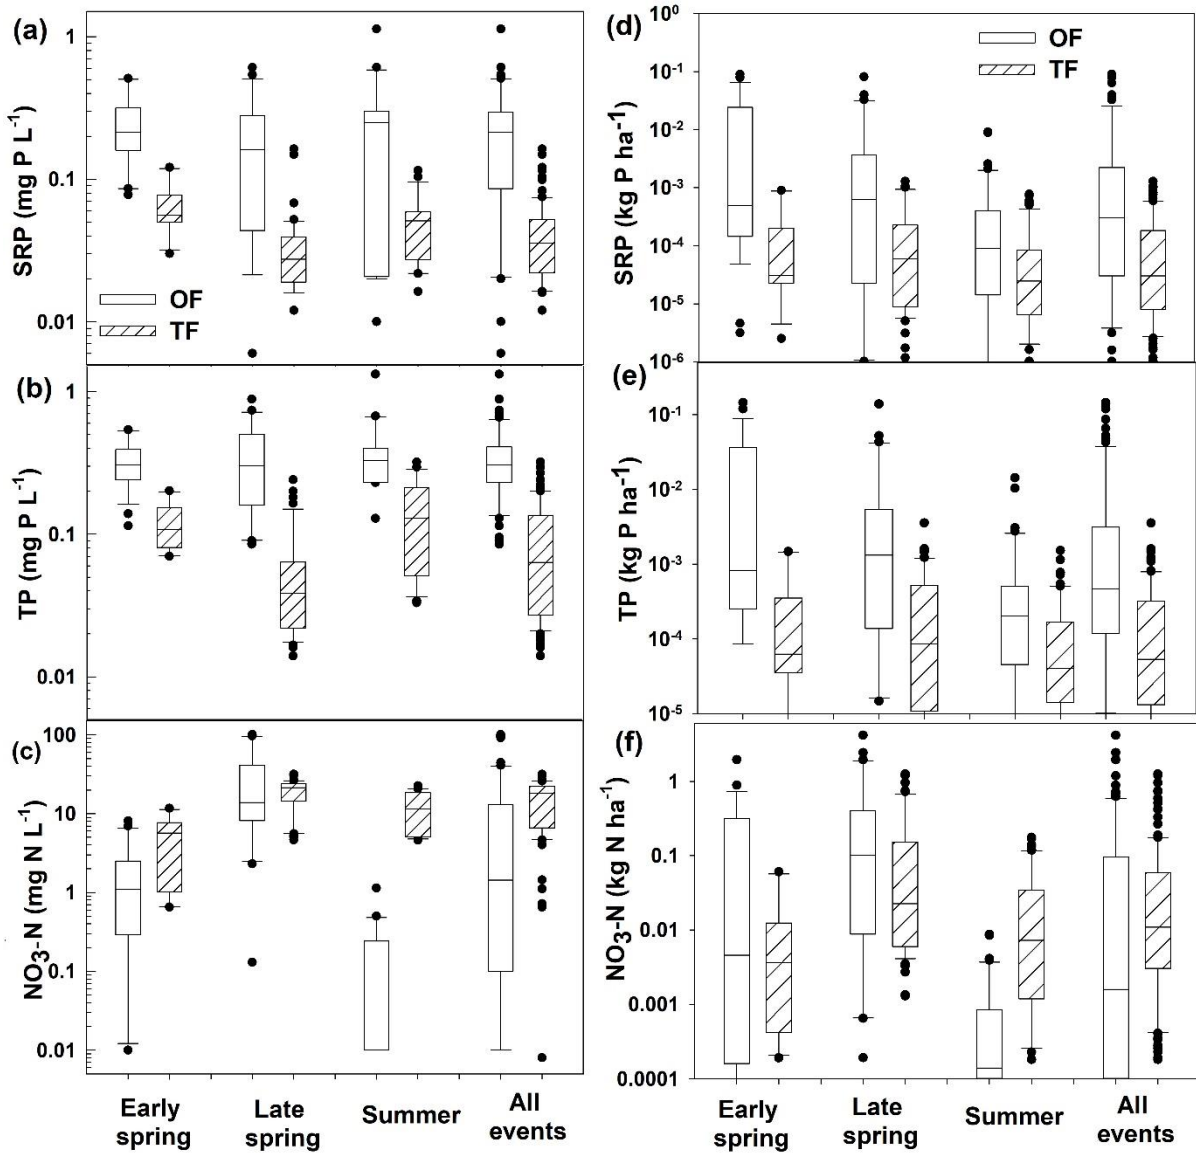 (a)
1
0.1
0.01
SRP (mg P L⁻¹)
OF
TF
(d)
10⁰
10⁻¹
10⁻²
10⁻³
10⁻⁴
10⁻⁵
10⁻⁶
SRP (kg P ha⁻¹)
OF
TF
(b)
1
0.1
0.01
TP (mg P L⁻¹)
(e)
10⁻¹
10⁻²
10⁻³
10⁻⁴
10⁻⁵
TP (kg P ha⁻¹)
(c)
100
10
1
0.1
0.01
NO₃-N (mg N L⁻¹)
(f)
1
0.1
0.01
0.001
0.0001
NO₃-N (kg N ha⁻¹)
Early
spring
Late
spring
Summer
All
events
Early
spring
Late
spring
Summer
All
events